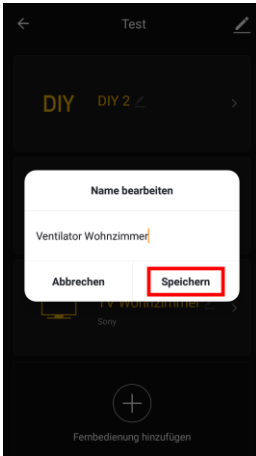 Test
DIY
DIY 2
Name bearbeiten
Ventilator Wohnzimmer
Abbrechen
Speichern
TV Wohnzimmer
Sony
Fernbedienung hinzufügen